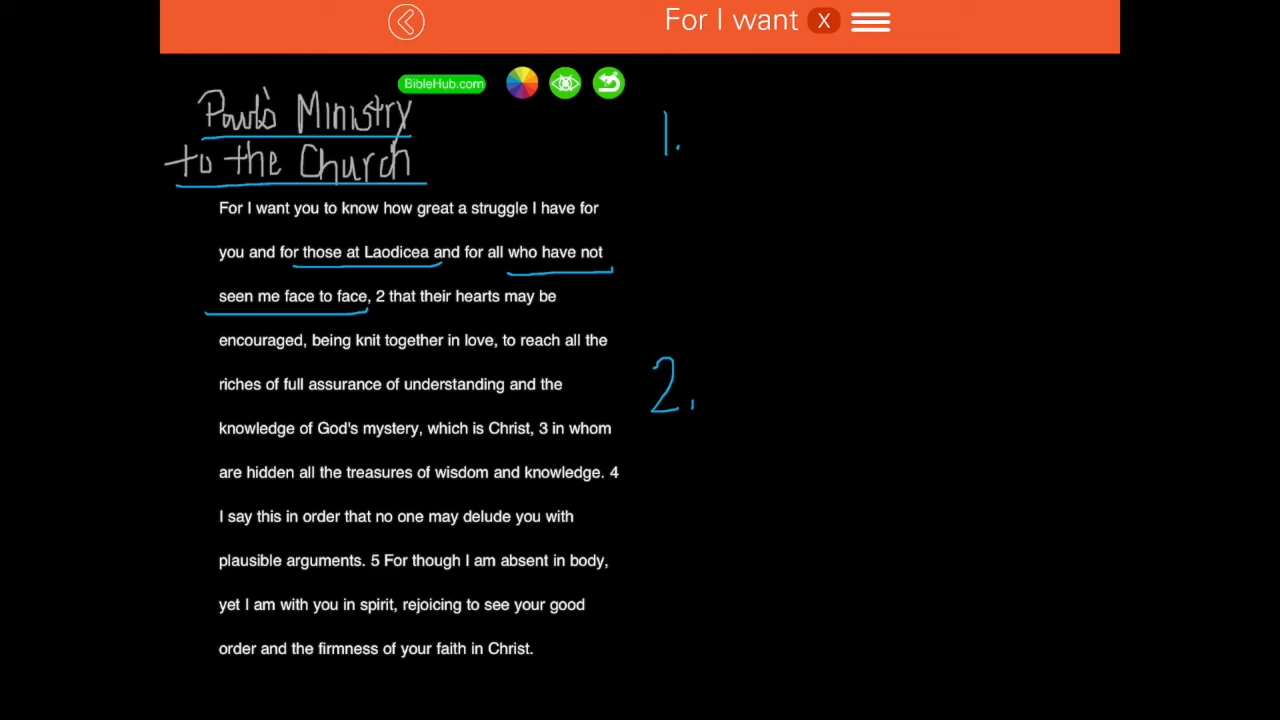 For I want X
BibleHub.com
Paul's Ministry
to the Church
1.
For I want you to know how great a struggle I have for
you and for those at Laodicea and for all who have not
seen me face to face, 2 that their hearts may be
encouraged, being knit together in love, to reach all the
2.
riches of full assurance of understanding and the
knowledge of God's mystery, which is Christ, 3 in whom
are hidden all the treasures of wisdom and knowledge. 4
I say this in order that no one may delude you with
plausible arguments. 5 For though I am absent in body,
yet I am with you in spirit, rejoicing to see your good
order and the firmness of your faith in Christ.